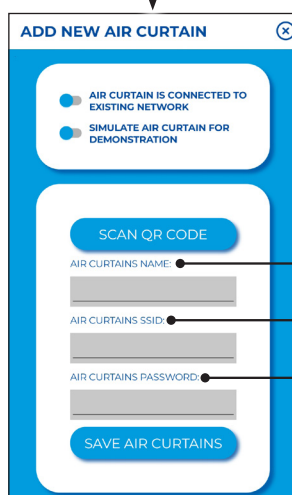 ADD NEW AIR CURTAIN
AIR CURTAIN IS CONNECTED TO
EXISTING NETWORK
SIMULATE AIR CURTAIN FOR
DEMONSTRATION
SCAN QR CODE
AIR CURTAINS NAME:
AIR CURTAINS SSID:
AIR CURTAINS PASSWORD:
SAVE AIR CURTAINS